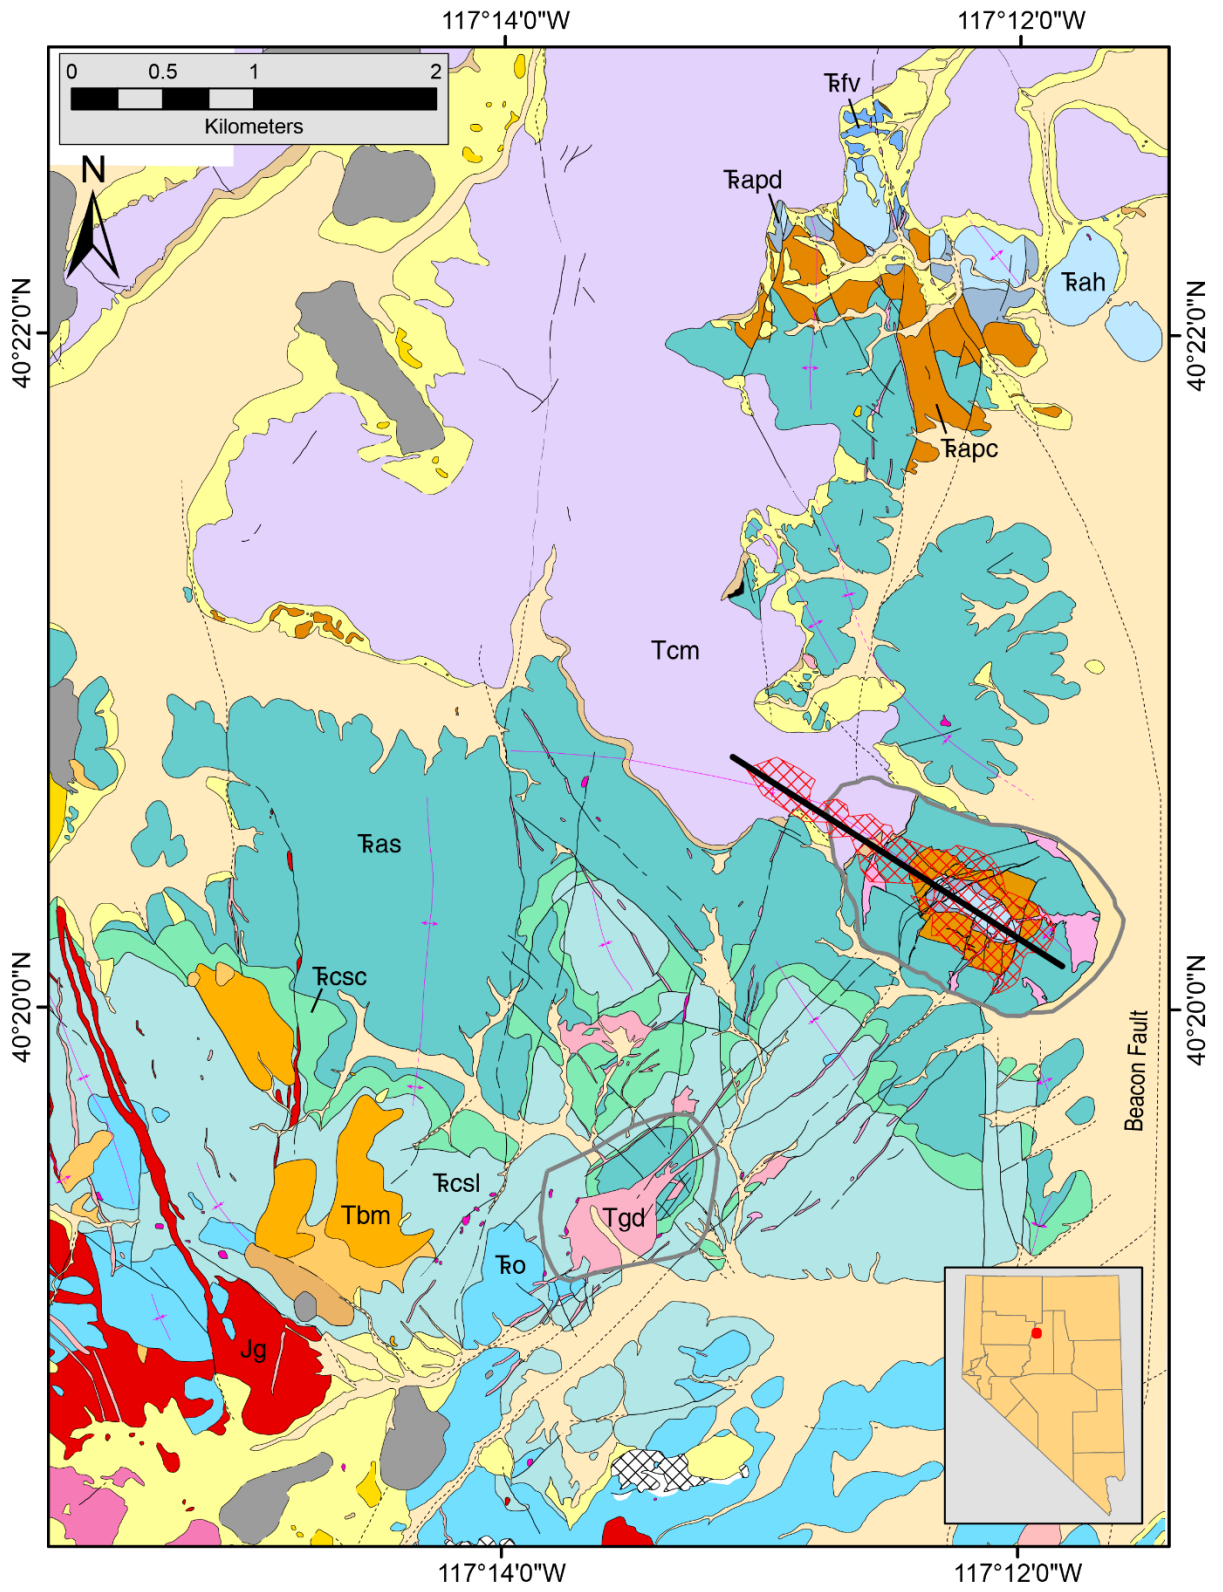 117°14'0"W 117°12'0"W
0 0.5 1 2
Kilometers
N
Ꞧfv
Ꞧapd
Ꞧah
40°22'0"N 40°22'0"N
Ꞧapc
Tcm
Ꞧas
Ꞧcsc
40°20'0"N 40°20'0"N
Beacon Fault
Ꞧcsl
Tbm
Tgd
Ꞧo
Jg
117°14'0"W 117°12'0"W